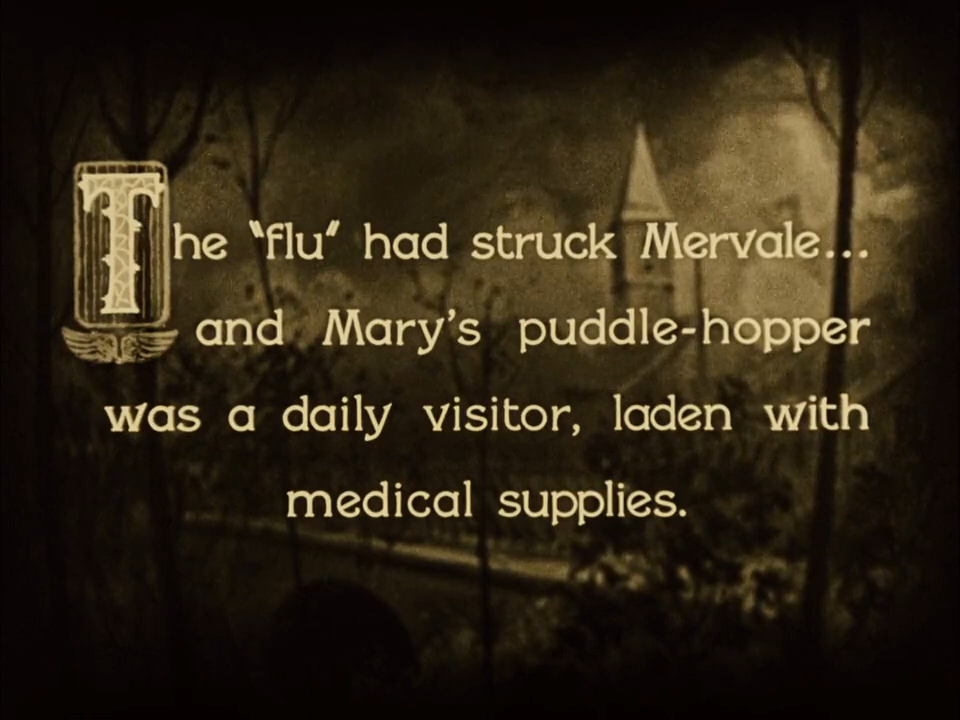 The “flu” had struck Mervale...
and Mary's puddle-hopper
was a daily visitor, laden with
medical supplies.